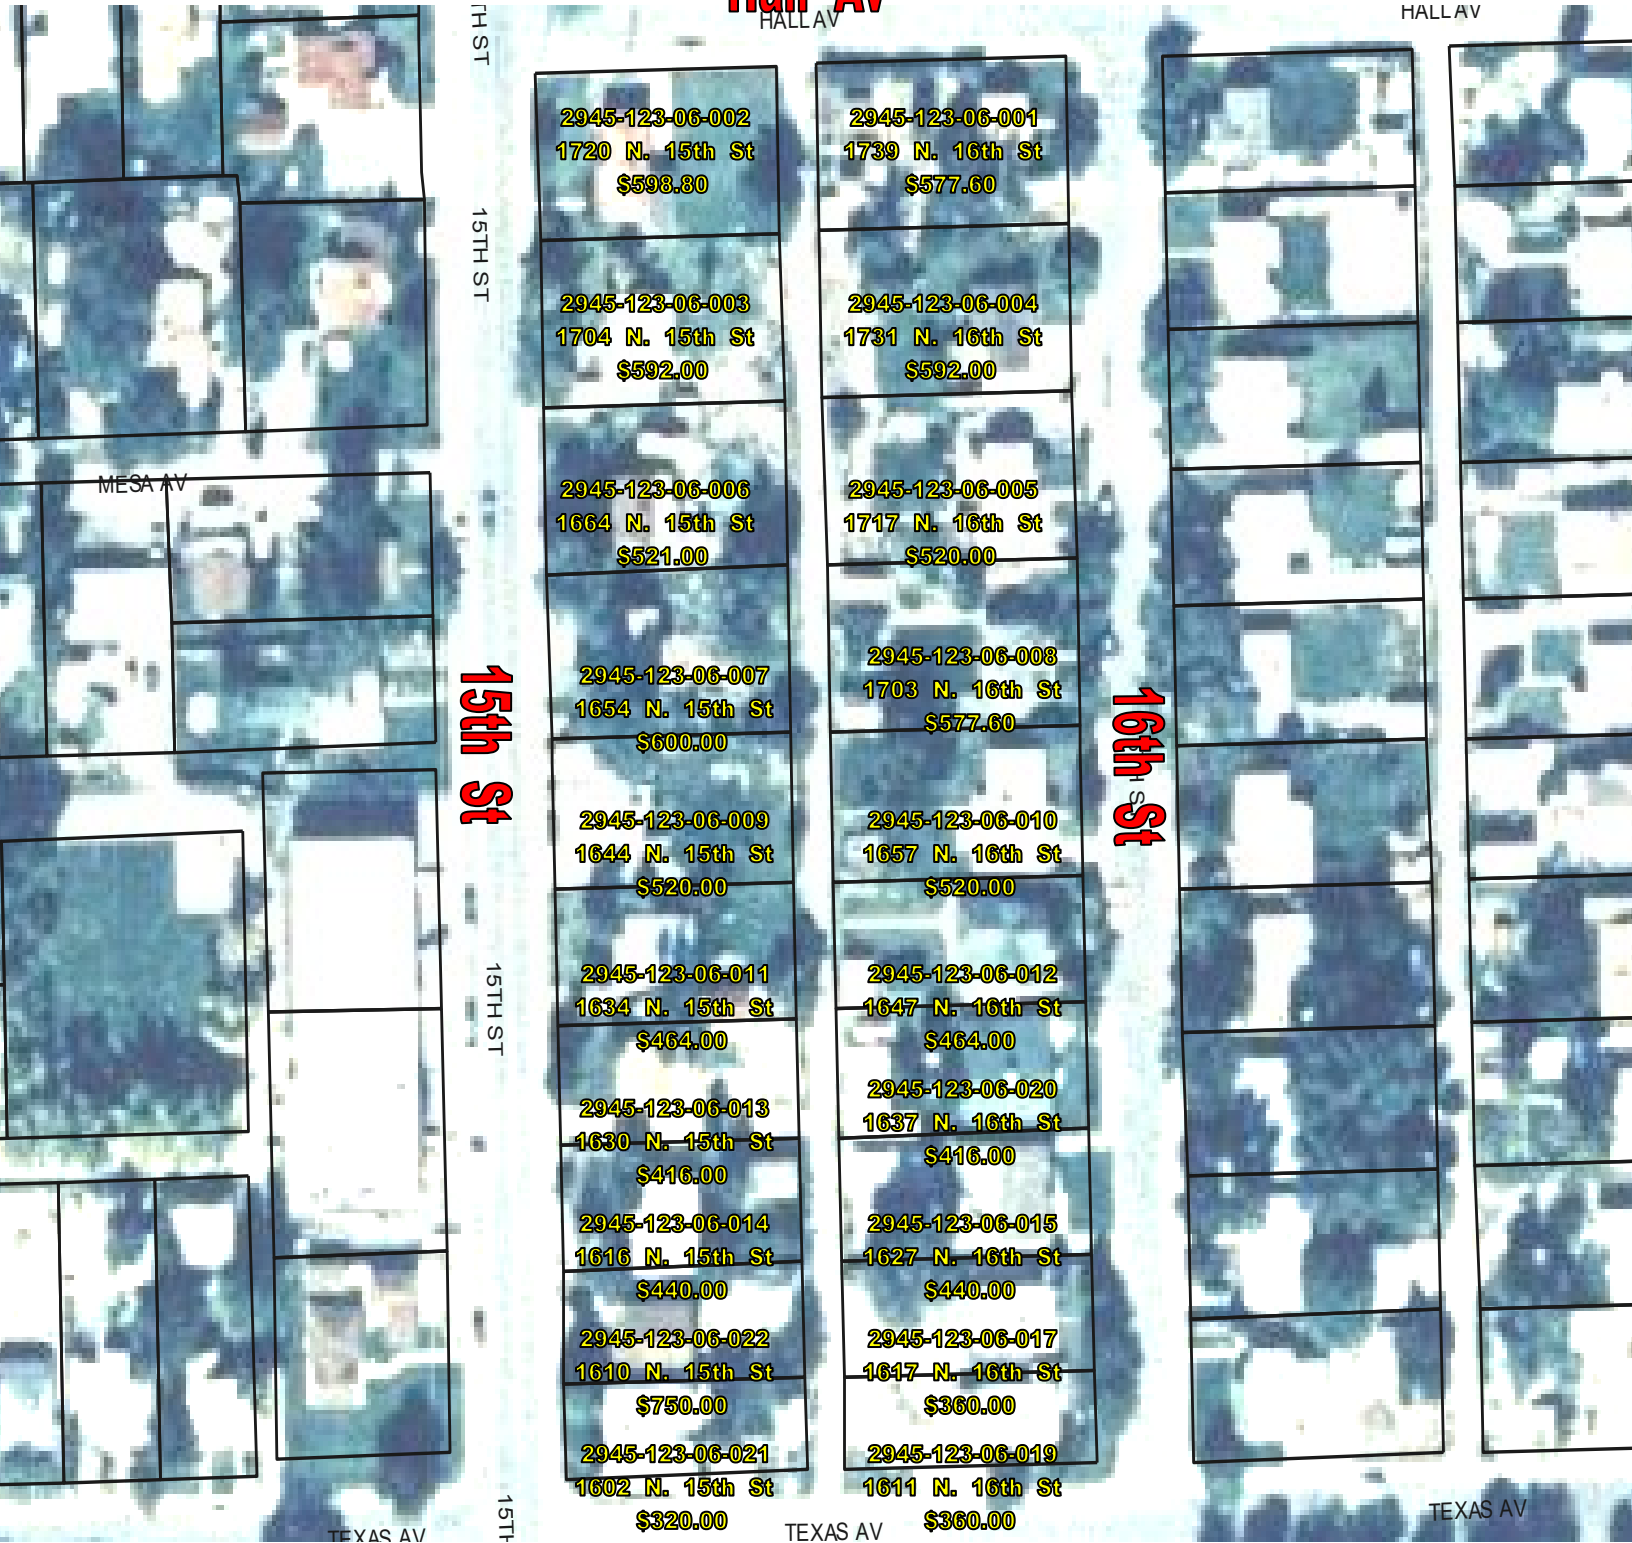 Hall Av
HALL AV
HALL AV
TH ST
2945-123-06-002
1720 N. 15th St
$598.80
2945-123-06-001
1739 N. 16th St
$577.60
15TH ST
2945-123-06-003
1704 N. 15th St
$592.00
2945-123-06-004
1731 N. 16th St
$592.00
MESA AV
2945-123-06-006
1664 N. 15th St
$521.00
2945-123-06-005
1717 N. 16th St
$520.00
15th St
2945-123-06-007
1654 N. 15th St
$600.00
2945-123-06-008
1703 N. 16th St
$577.60
16th St
2945-123-06-009
1644 N. 15th St
$520.00
2945-123-06-010
1657 N. 16th St
$520.00
15TH ST
2945-123-06-011
1634 N. 15th St
$464.00
2945-123-06-012
1647 N. 16th St
$464.00
2945-123-06-013
1630 N. 15th St
$416.00
2945-123-06-020
1637 N. 16th St
$416.00
2945-123-06-014
1616 N. 15th St
$440.00
2945-123-06-015
1627 N. 16th St
$440.00
2945-123-06-022
1610 N. 15th St
$750.00
2945-123-06-017
1617 N. 16th St
$360.00
2945-123-06-021
1602 N. 15th St
$320.00
2945-123-06-019
1611 N. 16th St
$360.00
15TH
TEXAS AV
TEXAS AV
TEXAS AV